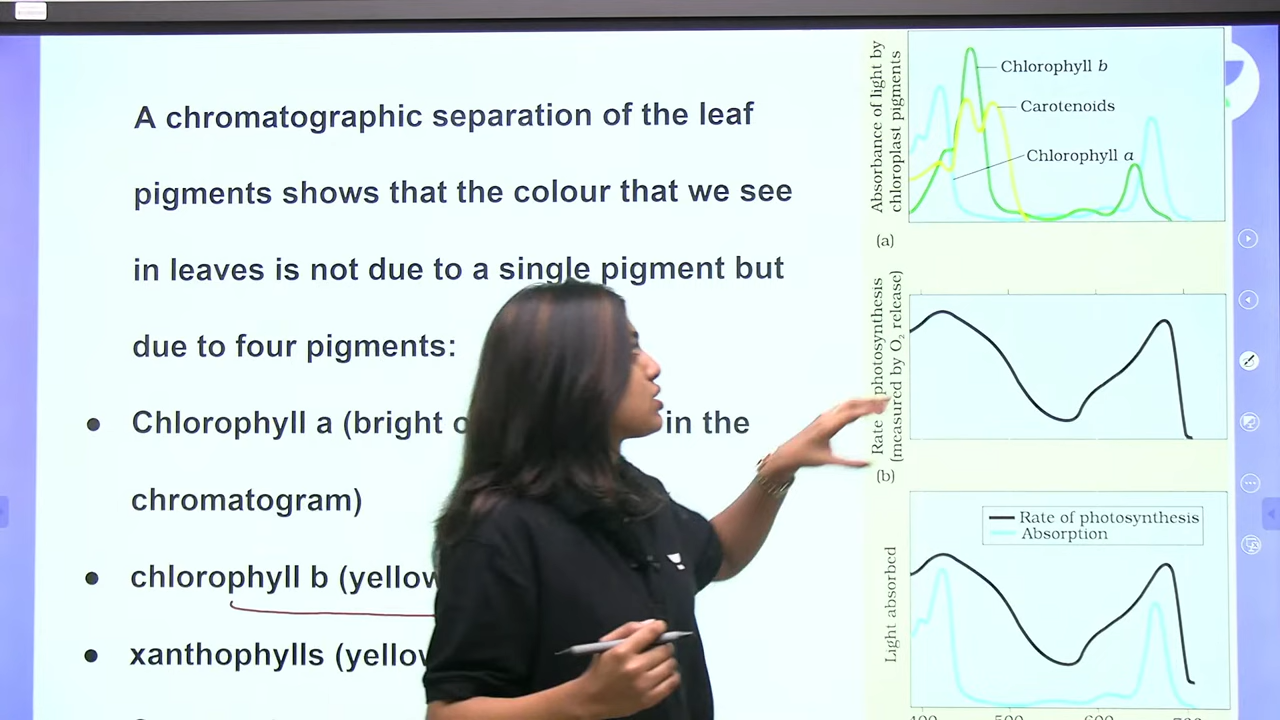 A chromatographic separation of the leaf
pigments shows that the colour that we see
in leaves is not due to a single pigment but
due to four pigments:
● Chlorophyll a (bright in the
chromatogram)
● chlorophyll b (yellow
● xanthophylls (yellow
Absorbance of light by
chloroplast pigments
Chlorophyll b
Carotenoids
Chlorophyll a
(a)
Rate photosynthesis
(measured by O₂ release)
(b)
Rate of photosynthesis
Absorption
Light absorbed
400 500 600 700